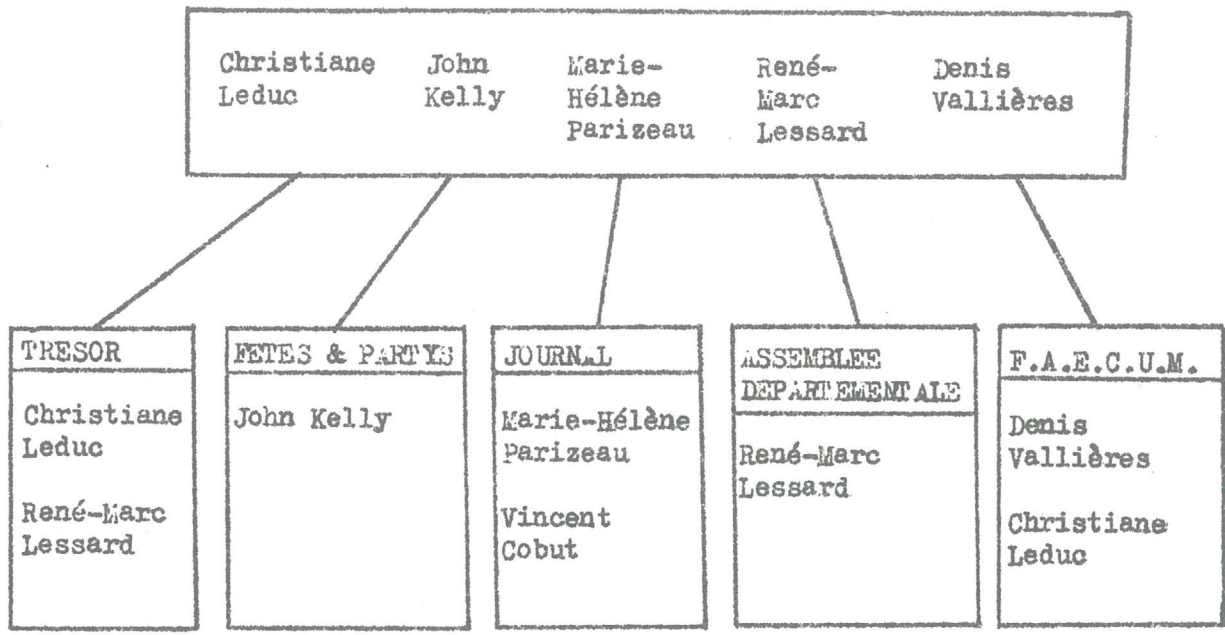 Christiane
Leduc
John
Kelly
Marie-
Hélène
Parizeau
René-
Marc
Lessard
Denis
Vallières
TRESOR
Christiane
Leduc
René-Marc
Lessard
FETES & PARTYS
John Kelly
JOURNAL
Marie-Hélène
Parizeau
Vincent
Cobut
ASSEMBLEE
DEPARTEMENTALE
René-Marc
Lessard
F.A.E.C.U.M.
Denis
Vallières
Christiane
Leduc